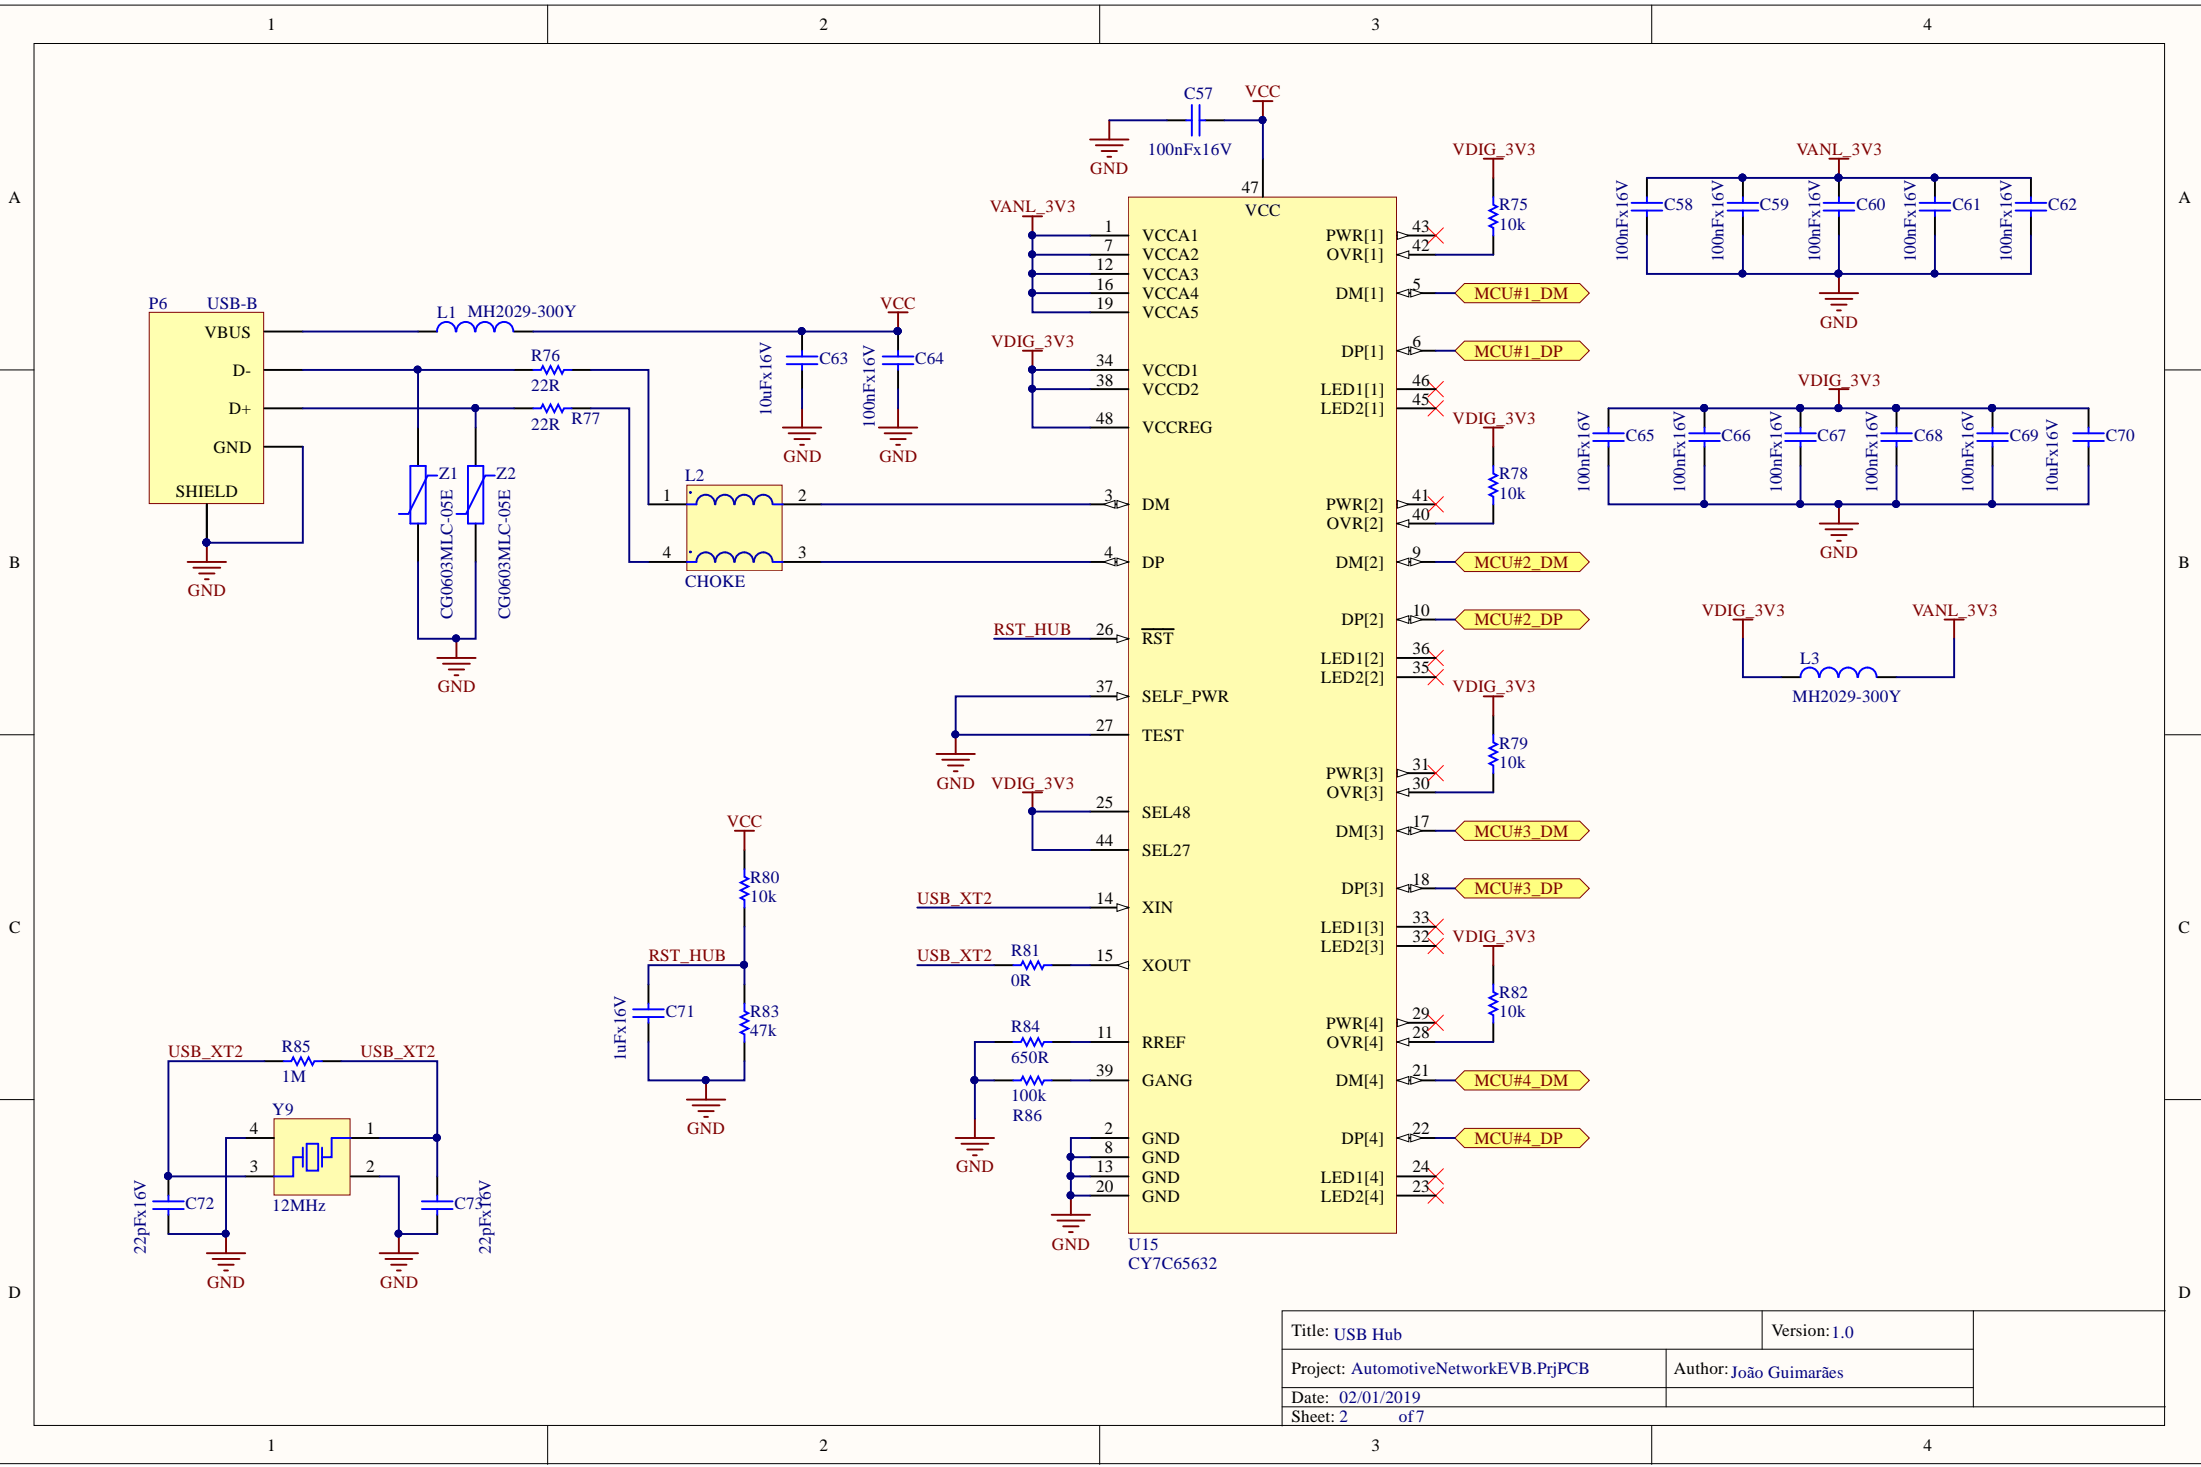 1 2 3 4
A A
B B
C C
D D
P6 USB-B
VBUS
D-
D+
GND
SHIELD
GND
L1 MH2029-300Y
R76
22R
22R R77
VCC
10uFx16V C63
100nFx16V C64
GND GND
Z1 Z2
CG0603MLC-05E
CG0603MLC-05E
GND
L2
1 2
4 3
CHOKE
C57
VCC
100nFx16V
GND
47
VCC
VANL_3V3
1 VCCA1
7 VCCA2
12 VCCA3
16 VCCA4
19 VCCA5
VDIG_3V3
34 VCCD1
38 VCCD2
48 VCCREG
3 DM
4 DP
RST_HUB 26 RST
37 SELF_PWR
27 TEST
GND
VDIG_3V3
25 SEL48
44 SEL27
USB_XT2 14 XIN
USB_XT2 R81 15 XOUT
0R
R84 11 RREF
650R
39 GANG
100k
R86
GND
2 GND
8 GND
13 GND
20 GND
GND
U15
CY7C65632
VDIG_3V3
R75
10k
PWR[1] 43
OVR[1] 42
DM[1] 5 MCU#1_DM
DP[1] 6 MCU#1_DP
LED1[1] 46
LED2[1] 45
VDIG_3V3
R78
10k
PWR[2] 41
OVR[2] 40
DM[2] 9 MCU#2_DM
DP[2] 10 MCU#2_DP
LED1[2] 36
LED2[2] 35
VDIG_3V3
R79
10k
PWR[3] 31
OVR[3] 30
DM[3] 17 MCU#3_DM
DP[3] 18 MCU#3_DP
LED1[3] 33
LED2[3] 32
VDIG_3V3
R82
10k
PWR[4] 29
OVR[4] 28
DM[4] 21 MCU#4_DM
DP[4] 22 MCU#4_DP
LED1[4] 24
LED2[4] 23
VANL_3V3
100nFx16V C58 100nFx16V C59 100nFx16V C60 100nFx16V C61 100nFx16V C62
GND
VDIG_3V3
100nFx16V C65 100nFx16V C66 100nFx16V C67 100nFx16V C68 100nFx16V C69 10uFx16V C70
GND
VDIG_3V3 VANL_3V3
L3
MH2029-300Y
VCC
R80
10k
RST_HUB
1uFx16V C71
R83
47k
GND
USB_XT2 R85 USB_XT2
1M
Y9
4 1
3 2
12MHz
22pFx16V C72
C73 22pFx16V
GND GND
Title: USB Hub Version: 1.0
Project: AutomotiveNetworkEVB.PrjPCB Author: João Guimarães
Date: 02/01/2019
Sheet: 2 of 7
1 2 3 4